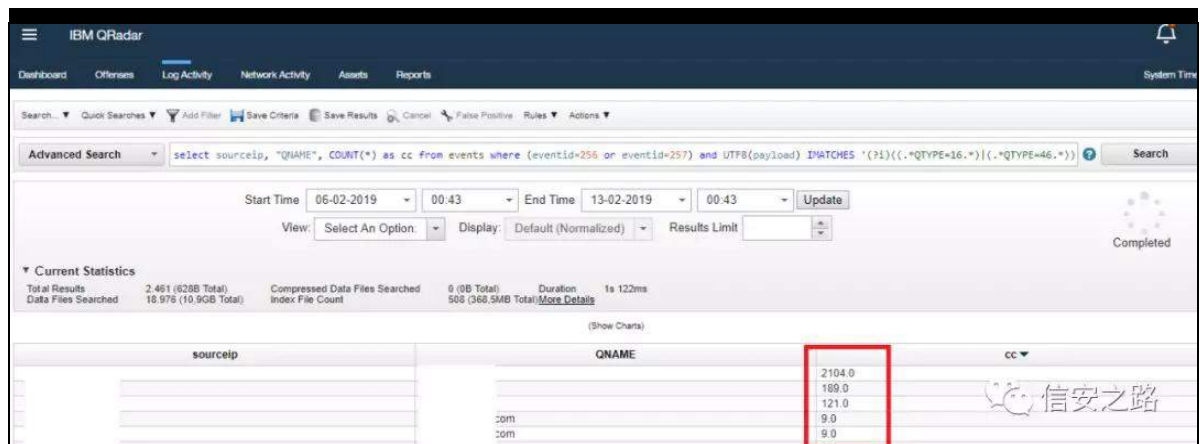 IBM QRadar
Dashboard Offenses Log Activity Network Activity Assets Reports System Time
Search... Quick Searches Add Filter Save Criteria Save Results Cancel False Positive Rules Actions
Advanced Search select sourceip, "QNAME", COUNT(*) as cc from events where (eventid=256 or eventid=257) and UTF8(payload) IMATCHES '(?i)((.*QTYPE=16.*)|(.*QTYPE=46.*)) Search
Start Time 06-02-2019 00:43 End Time 13-02-2019 00:43 Update
View: Select An Option: Display: Default (Normalized) Results Limit
Completed
Current Statistics
Total Results 2.461 (628B Total) Compressed Data Files Searched 0 (0B Total) Duration 1s 122ms
Data Files Searched 18.976 (10,9GB Total) Index File Count 508 (368,5MB Total) More Details
(Show Charts)
sourceip QNAME cc
2104.0
189.0
121.0
com 9.0
com 9.0
信安之路